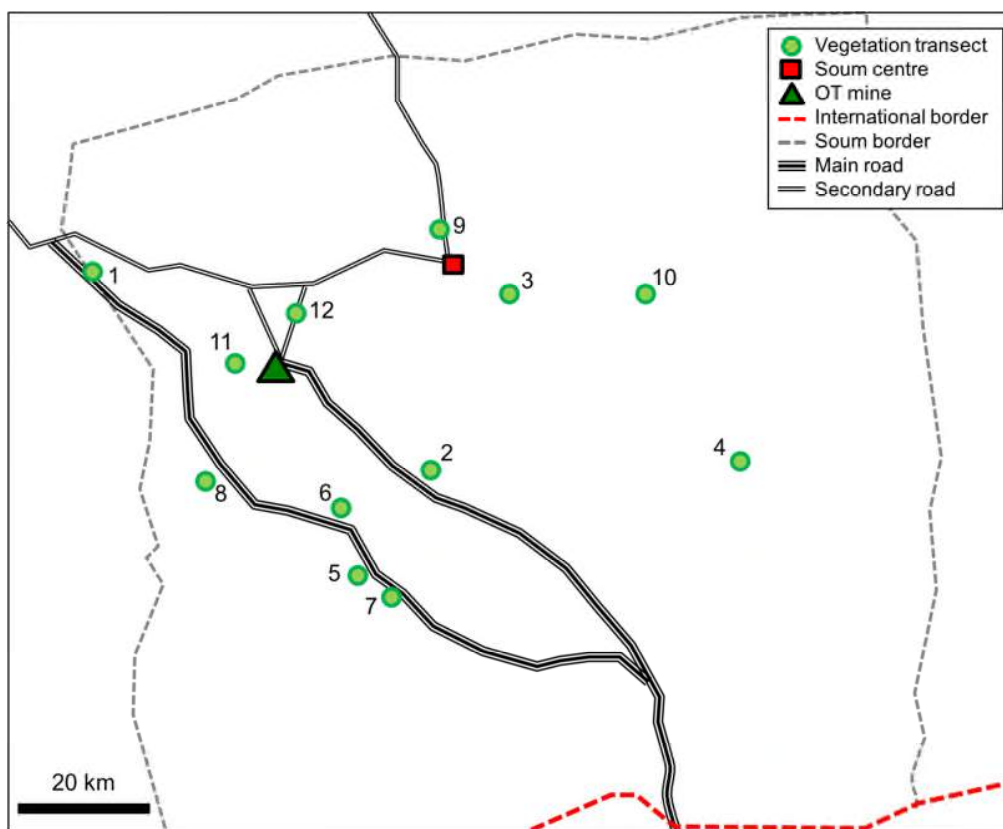 Vegetation transect
Soum centre
OT mine
International border
Soum border
Main road
Secondary road
9
1
3
10
12
11
2
4
8
6
5
7
20 km